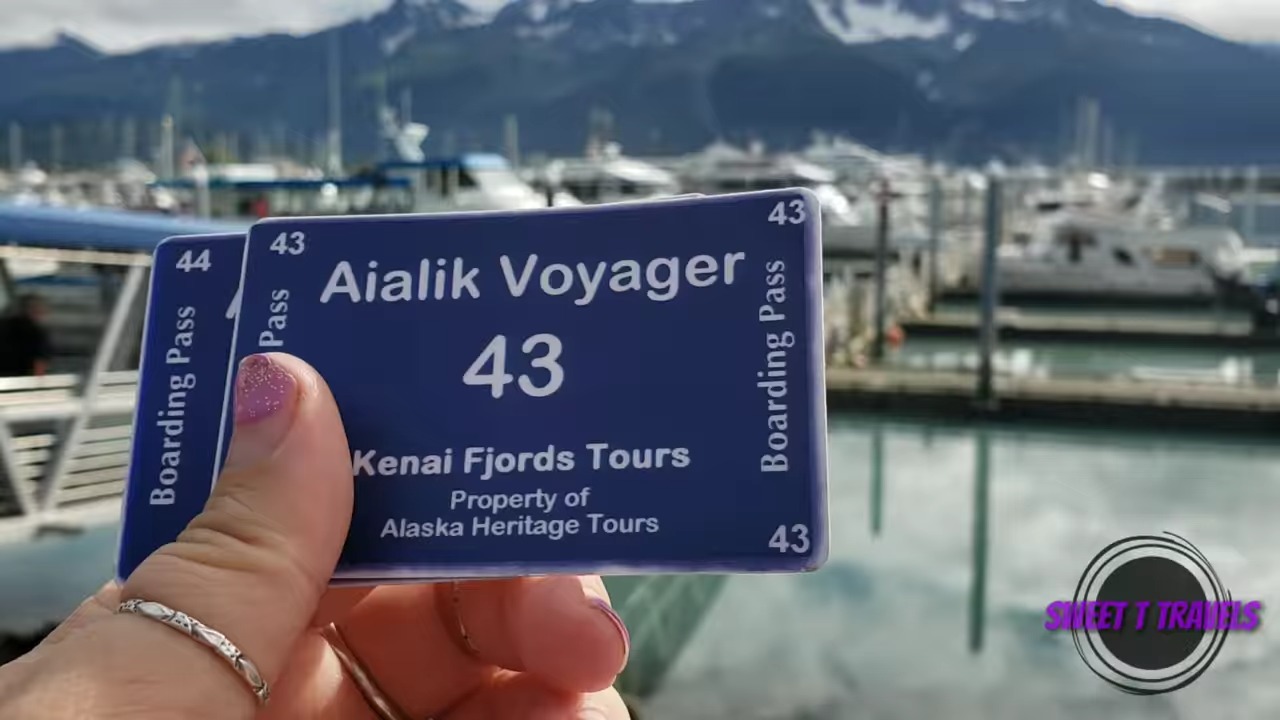 44
Boarding Pass
43
Pass
Aialik Voyager
43
43
Kenai Fjords Tours
Property of
Alaska Heritage Tours
Boarding Pass
43
SWEET T TRAVELS